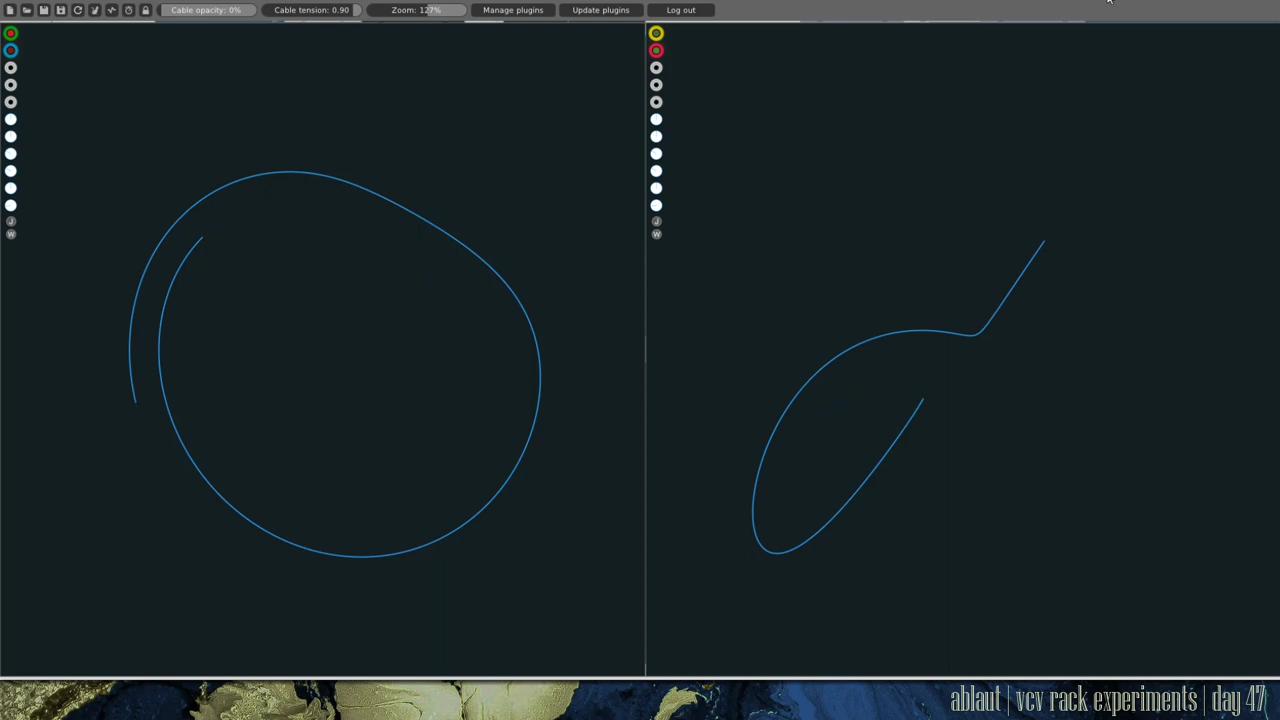 Cable opacity: 0% Cable tension: 0.90 Zoom: 127% Manage plugins Update plugins Log out
J J
W W
ablaut | vcv rack experiments | day 47